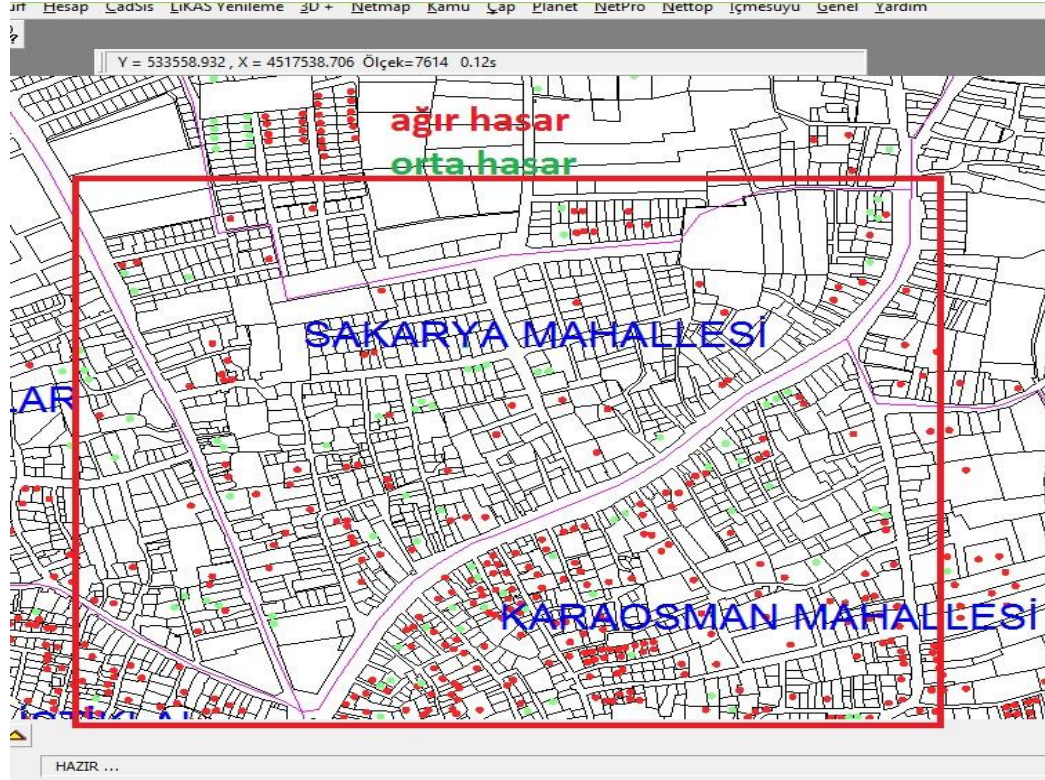 Hesap CadSis LİKAS Yenileme 3D + Netmap Kamu Çap Planet NetPro Nettop İçmesuyu Genel Yardım
Y = 533558.932 , X = 4517538.706 Ölçek=7614 0.12s
ağır hasar
orta hasar
SAKARYA MAHALLESİ
LAR
KARAOSMAN MAHALLESİ
HAZIR ...